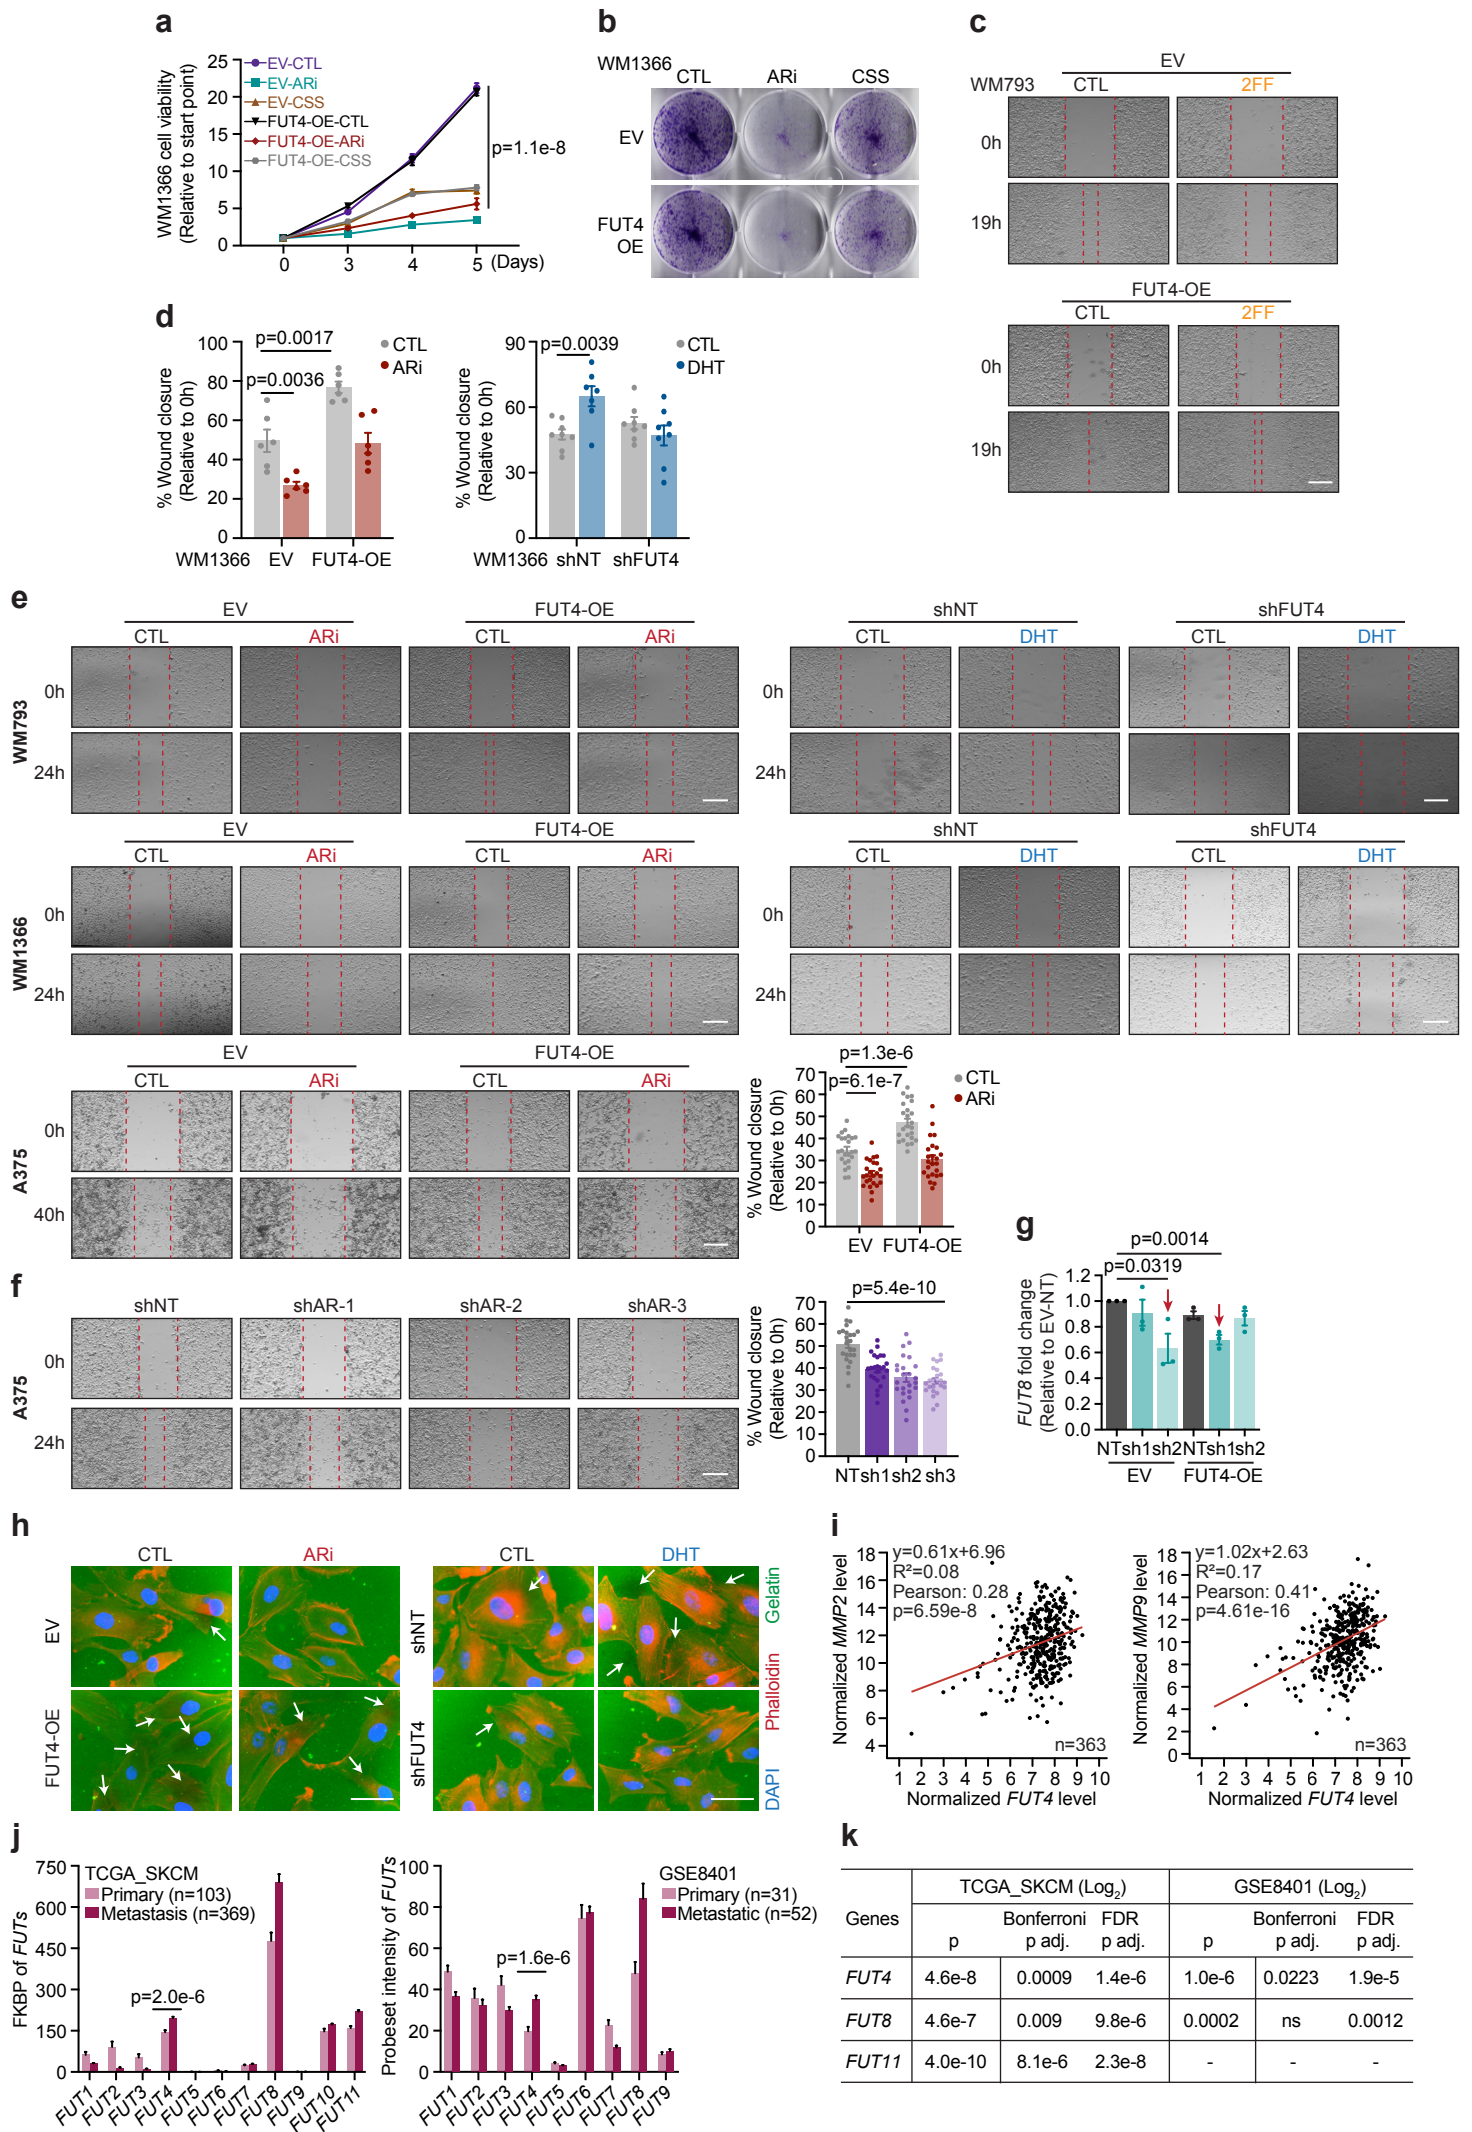 a
WM1366 cell viability
(Relative to start point)
25
20
15
10
5
0
EV-CTL
EV-ARi
EV-CSS
FUT4-OE-CTL
FUT4-OE-ARi
FUT4-OE-CSS
p=1.1e-8
0 3 4 5 (Days)
b
WM1366
CTL ARi CSS
EV
FUT4
OE
c
EV
WM793 CTL 2FF
0h
19h
FUT4-OE
CTL 2FF
0h
19h
d
% Wound closure
(Relative to 0h)
100
80
60
40
20
0
p=0.0017
p=0.0036
CTL
ARi
WM1366 EV FUT4-OE
% Wound closure
(Relative to 0h)
90
60
30
0
p=0.0039
CTL
DHT
WM1366 shNT shFUT4
e
EV FUT4-OE shNT shFUT4
CTL ARi CTL ARi CTL DHT CTL DHT
WM793
0h 0h
24h 24h
EV FUT4-OE shNT shFUT4
CTL ARi CTL ARi CTL DHT CTL DHT
WM1366
0h 0h
24h 24h
EV FUT4-OE
CTL ARi CTL ARi
A375
0h
40h
% Wound closure
(Relative to 0h)
70
60
50
40
30
20
10
0
p=1.3e-6
p=6.1e-7
CTL
ARi
EV FUT4-OE
f
shNT shAR-1 shAR-2 shAR-3
A375
0h
24h
% Wound closure
(Relative to 0h)
70
60
50
40
30
20
10
0
p=5.4e-10
NT sh1 sh2 sh3
g
FUT8 fold change
(Relative to EV-NT)
1.2
1.0
0.8
0.6
0.4
0.2
0.0
p=0.0014
p=0.0319
NT sh1 sh2 NT sh1 sh2
EV FUT4-OE
h
CTL ARi CTL DHT
EV
FUT4-OE
shNT
shFUT4
DAPI Phalloidin Gelatin
i
Normalized MMP2 level
18
16
14
12
10
8
6
4
y=0.61x+6.96
R²=0.08
Pearson: 0.28
p=6.59e-8
n=363
1 2 3 4 5 6 7 8 9 10
Normalized FUT4 level
Normalized MMP9 level
18
16
14
12
10
8
6
4
2
0
y=1.02x+2.63
R²=0.17
Pearson: 0.41
p=4.61e-16
n=363
1 2 3 4 5 6 7 8 9 10
Normalized FUT4 level
j
FKBP of FUTs
750
600
450
300
150
0
TCGA_SKCM
Primary (n=103)
Metastasis (n=369)
p=2.0e-6
FUT1 FUT2 FUT3 FUT4 FUT5 FUT6 FUT7 FUT8 FUT9 FUT10 FUT11
Probeset intensity of FUTs
100
80
60
40
20
0
GSE8401
Primary (n=31)
Metastatic (n=52)
p=1.6e-6
FUT1 FUT2 FUT3 FUT4 FUT5 FUT6 FUT7 FUT8 FUT9
k
TCGA_SKCM (Log2) GSE8401 (Log2)
Genes p Bonferroni p adj. FDR p adj. p Bonferroni p adj. FDR p adj.
FUT4 4.6e-8 0.0009 1.4e-6 1.0e-6 0.0223 1.9e-5
FUT8 4.6e-7 0.009 9.8e-6 0.0002 ns 0.0012
FUT11 4.0e-10 8.1e-6 2.3e-8 - - -